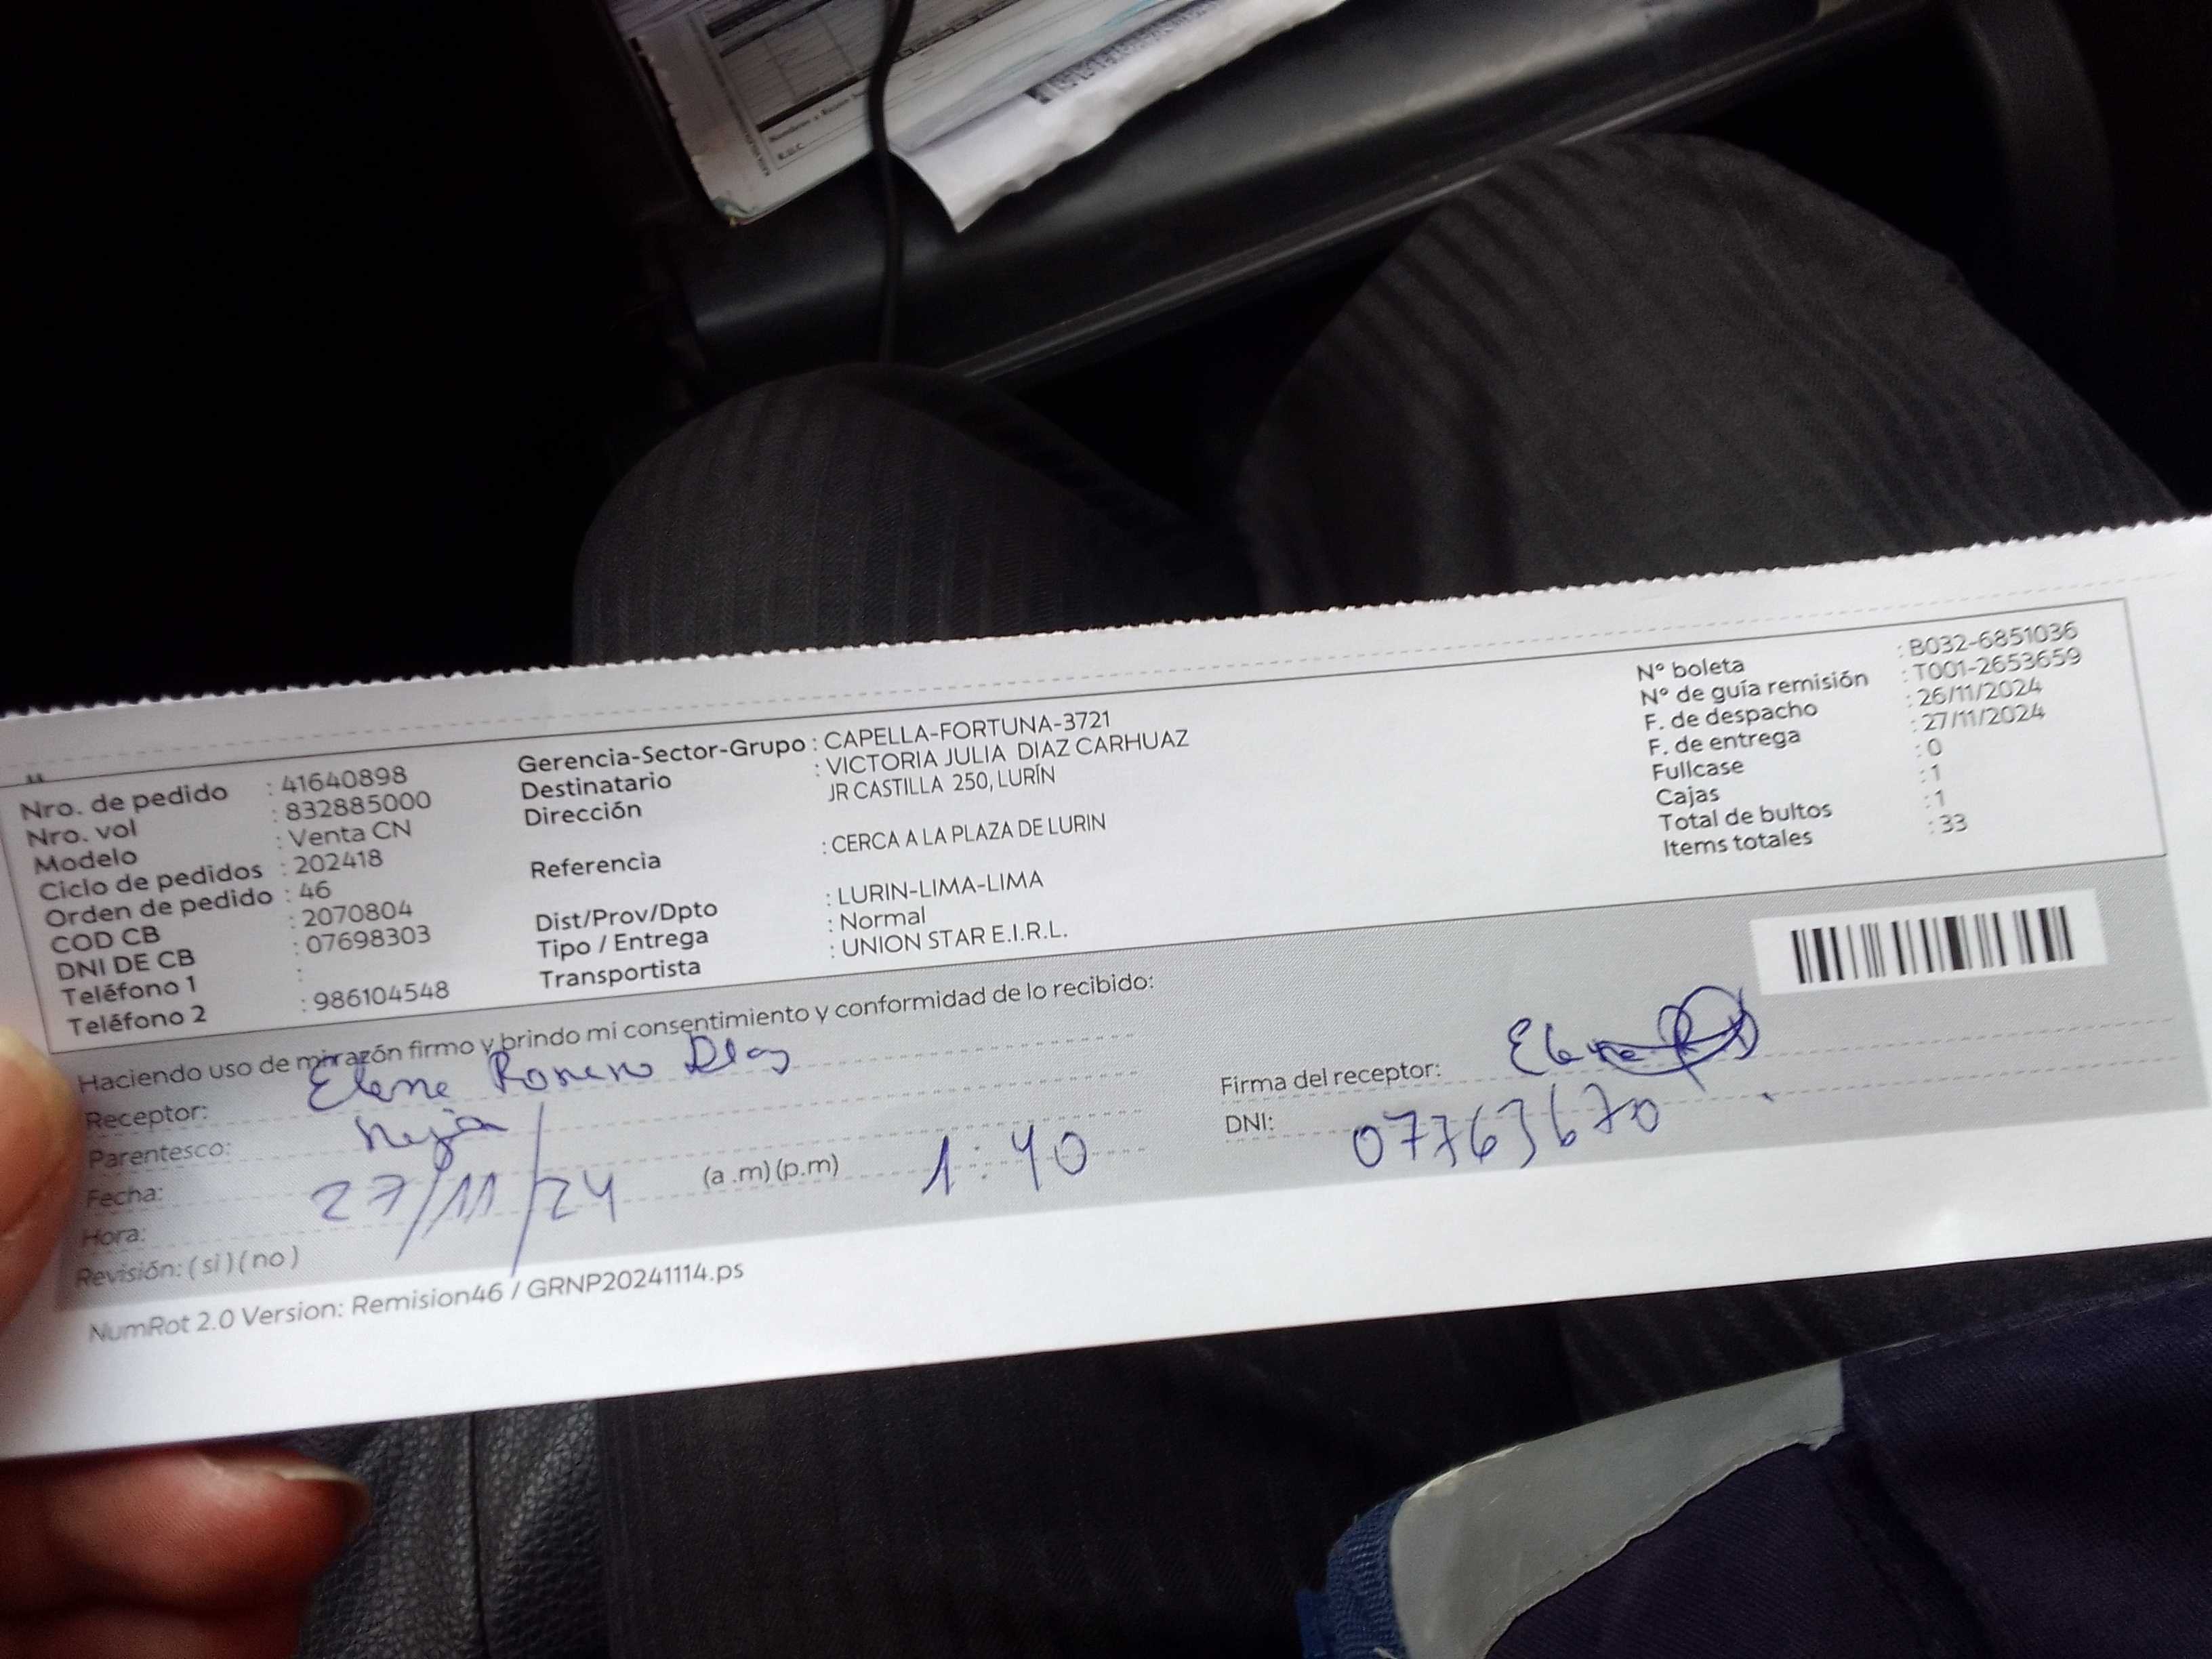 R.U.C.
Nro. de pedido : 41640898
Nro. vol : 832885000
Modelo : Venta CN
Ciclo de pedidos : 202418
Orden de pedido : 46
COD CB : 2070804
DNI DE CB : 07698303
Teléfono 1 :
Teléfono 2 : 986104548
Gerencia-Sector-Grupo : CAPELLA-FORTUNA-3721
Destinatario : VICTORIA JULIA DIAZ CARHUAZ
Dirección JR CASTILLA 250, LURÍN
Referencia : CERCA A LA PLAZA DE LURIN
Dist/Prov/Dpto : LURIN-LIMA-LIMA
Tipo / Entrega : Normal
Transportista : UNION STAR E.I.R.L.
N° boleta : B032-6851036
N° de guía remisión : T001-2653659
F. de despacho : 26/11/2024
F. de entrega : 27/11/2024
Fullcase : 0
Cajas : 1
Total de bultos : 1
Items totales : 33
Haciendo uso de mi razón firmo y brindo mi consentimiento y conformidad de lo recibido:
Receptor: Elena Romero
Parentesco:
Fecha: 27/11/24
Hora: (a.m) (p.m) 1:40
Revisión: (si) (no)
Firma del receptor: Elena
DNI: 07763670
NumRot 2.0 Version: Remision46 / GRNP20241114.ps